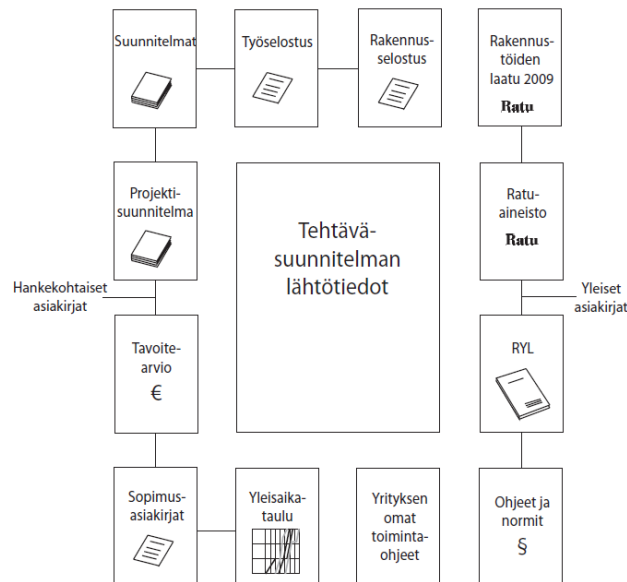 Suunnitelmat
Työselostus
Rakennus-
selostus
Rakennus-
töiden
laatu 2009
Ratu
Projekti-
suunnitelma
Tehtävä-
suunnitelman
lähtötiedot
Ratu-
aineisto
Ratu
Hankekohtaiset
asiakirjat
Yleiset
asiakirjat
Tavoite-
arvio
€
RYL
Sopimus-
asiakirjat
Yleisaika-
taulu
Yrityksen
omat
toiminta-
ohjeet
Ohjeet ja
normit
§